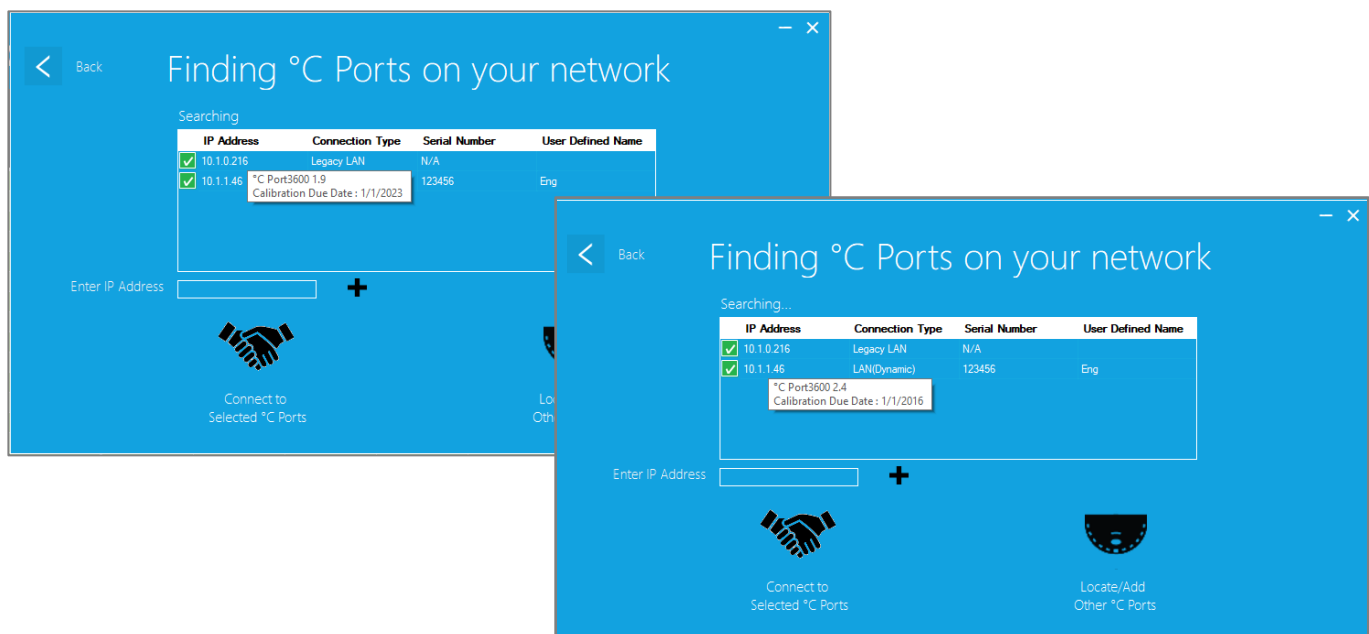 Back
Finding °C Ports on your network
Searching
IP Address Connection Type Serial Number User Defined Name
10.1.0.216 Legacy LAN N/A
10.1.1.46 123456 Eng
°C Port3600 1.9
Calibration Due Date : 1/1/2023
Enter IP Address
Connect to
Selected °C Ports
Back
Finding °C Ports on your network
Searching...
IP Address Connection Type Serial Number User Defined Name
10.1.0.216 Legacy LAN N/A
10.1.1.46 LAN(Dynamic) 123456 Eng
°C Port3600 2.4
Calibration Due Date : 1/1/2016
Enter IP Address
Connect to
Selected °C Ports
Locate/Add
Other °C Ports